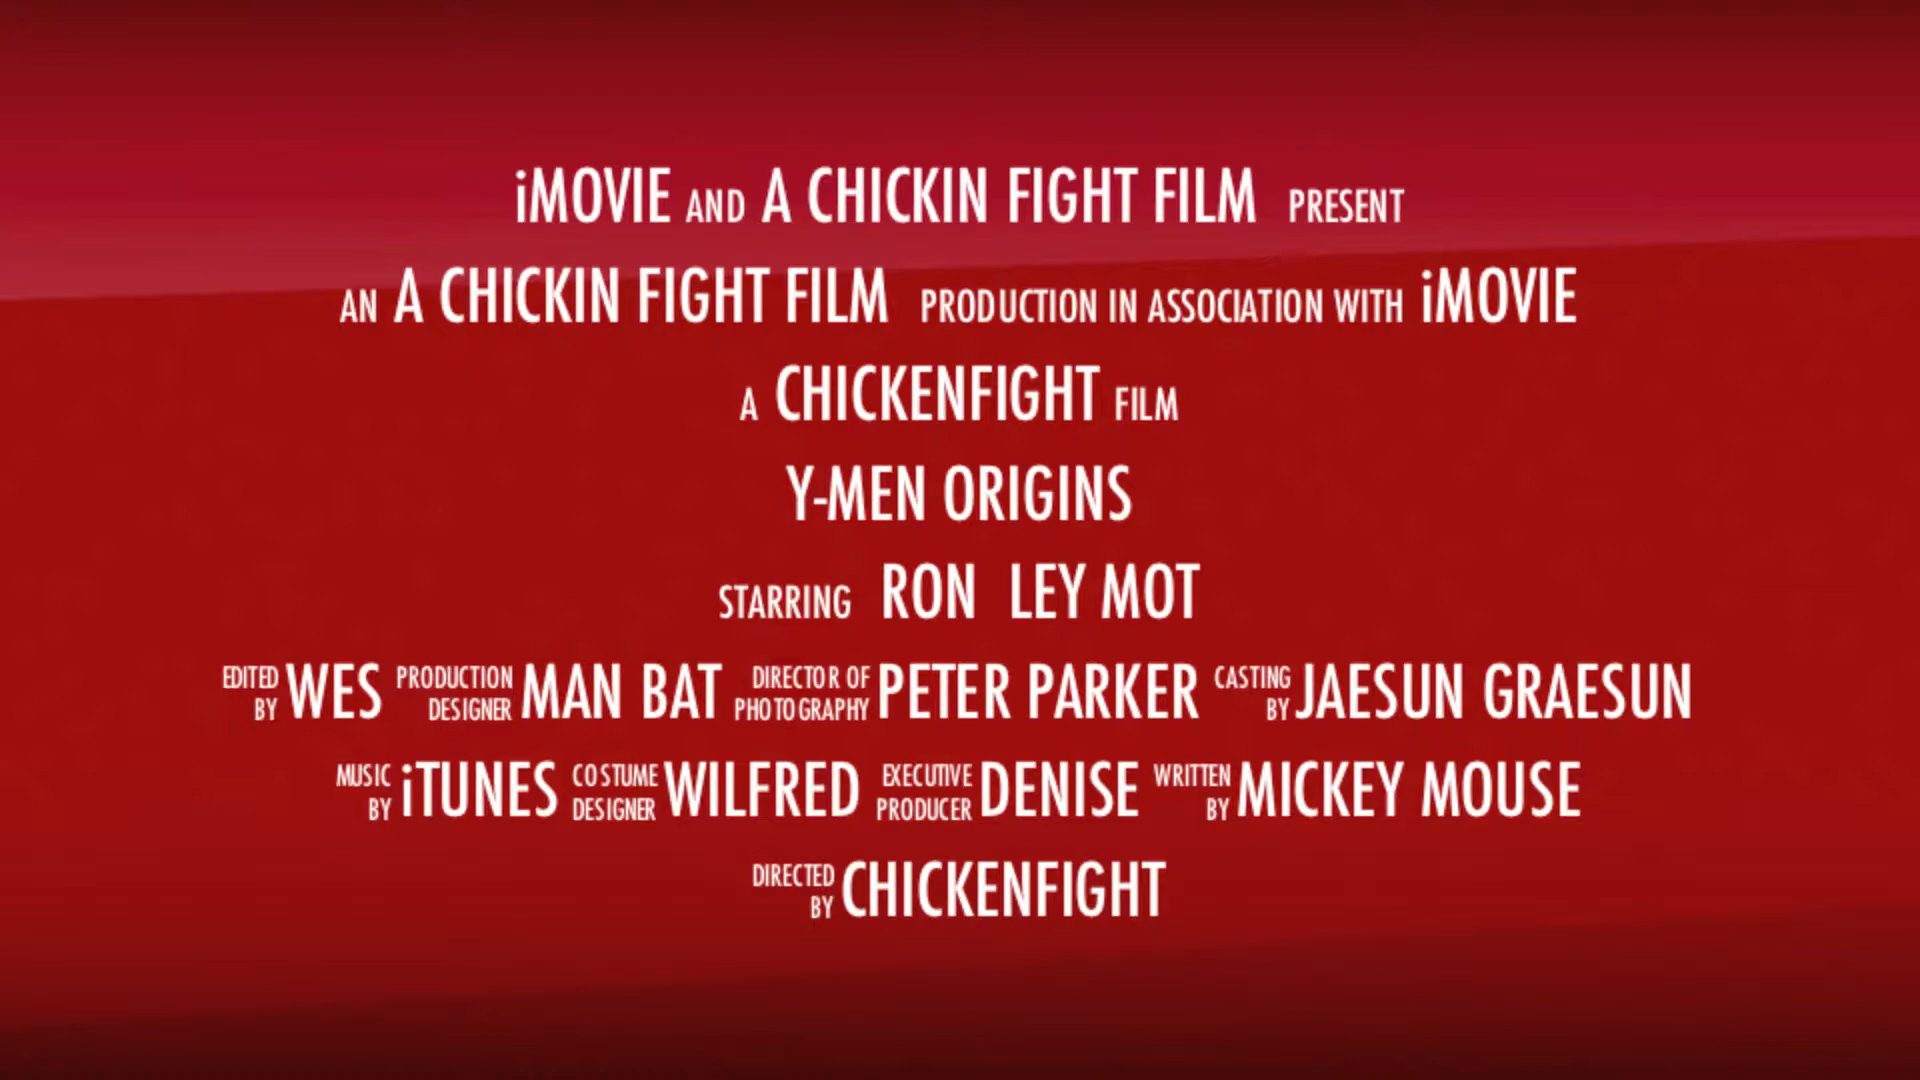 iMOVIE AND A CHICKIN FIGHT FILM PRESENT
AN A CHICKIN FIGHT FILM PRODUCTION IN ASSOCIATION WITH iMOVIE
A CHICKENFIGHT FILM
Y-MEN ORIGINS
STARRING RON LEY MOT
EDITED BY WES PRODUCTION DESIGNER MAN BAT DIRECTOR OF PHOTOGRAPHY PETER PARKER CASTING BY JAESUN GRAESUN
MUSIC BY iTUNES COSTUME DESIGNER WILFRED EXECUTIVE PRODUCER DENISE WRITTEN BY MICKEY MOUSE
DIRECTED BY CHICKENFIGHT